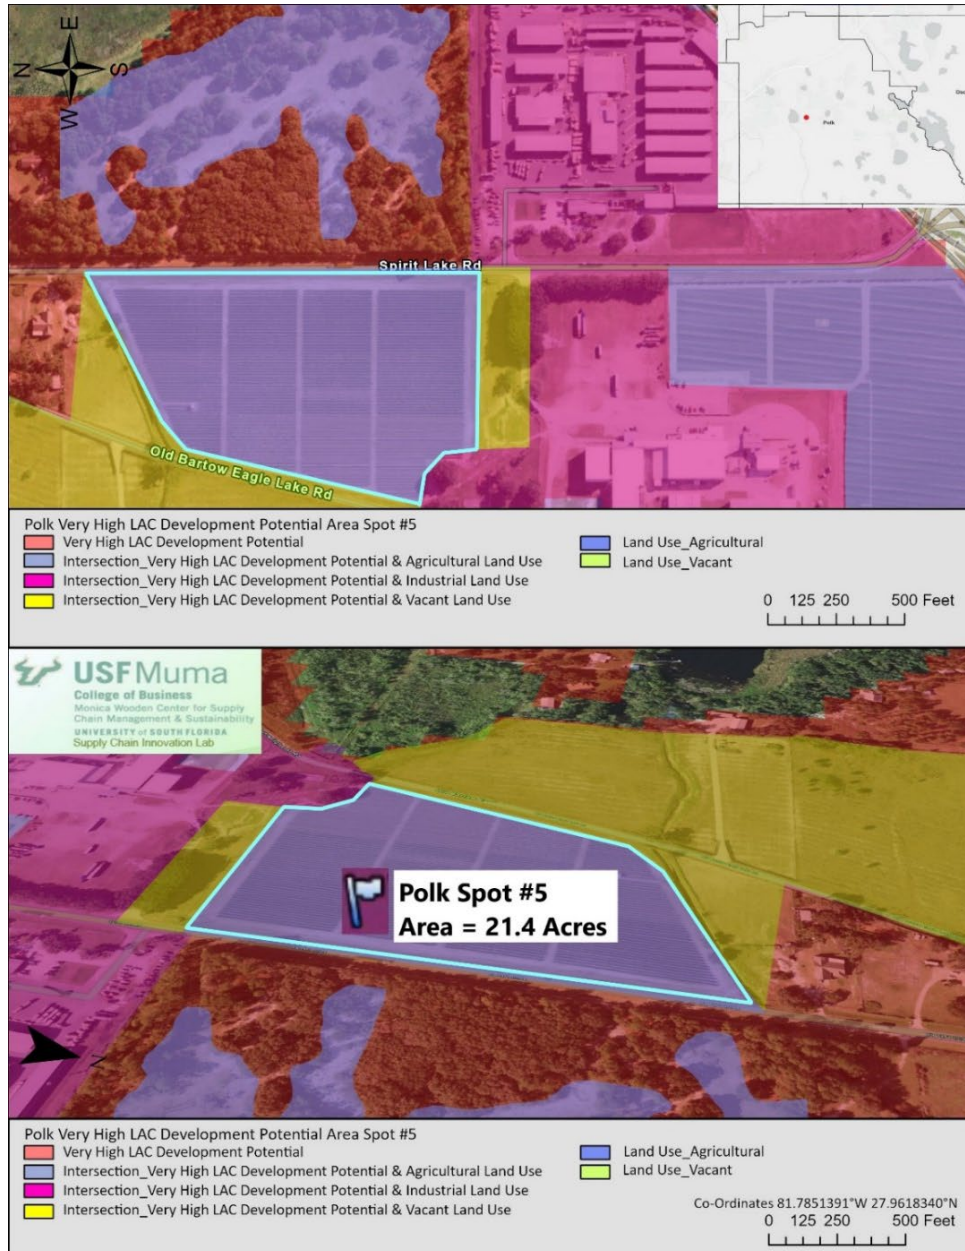 E
N
S
W
Polk
Spirit Lake Rd
Old Bartow Eagle Lake Rd
Polk Very High LAC Development Potential Area Spot #5
Very High LAC Development Potential
Intersection_Very High LAC Development Potential & Agricultural Land Use
Intersection_Very High LAC Development Potential & Industrial Land Use
Intersection_Very High LAC Development Potential & Vacant Land Use
Land Use_Agricultural
Land Use_Vacant
0 125 250 500 Feet
USF Muma
College of Business
Monica Wooden Center for Supply
Chain Management & Sustainability
UNIVERSITY of SOUTH FLORIDA
Supply Chain Innovation Lab
Polk Spot #5
Area = 21.4 Acres
N
Polk Very High LAC Development Potential Area Spot #5
Very High LAC Development Potential
Intersection_Very High LAC Development Potential & Agricultural Land Use
Intersection_Very High LAC Development Potential & Industrial Land Use
Intersection_Very High LAC Development Potential & Vacant Land Use
Land Use_Agricultural
Land Use_Vacant
Co-Ordinates 81.7851391°W 27.9618340°N
0 125 250 500 Feet